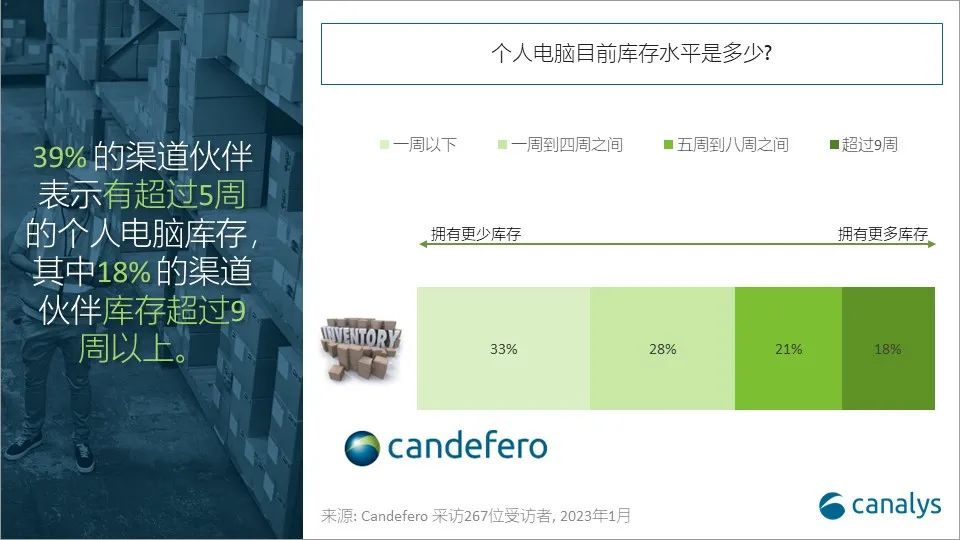 39% 的渠道伙伴
表示有超过5周
的个人电脑库存,
其中18% 的渠道
伙伴库存超过9
周以上。
个人电脑目前库存水平是多少?
一周以下 一周到四周之间 五周到八周之间 超过9周
拥有更少库存 拥有更多库存
INVENTORY
33% 28% 21% 18%
candefero
来源: Candefero 采访267位受访者, 2023年1月
canalys